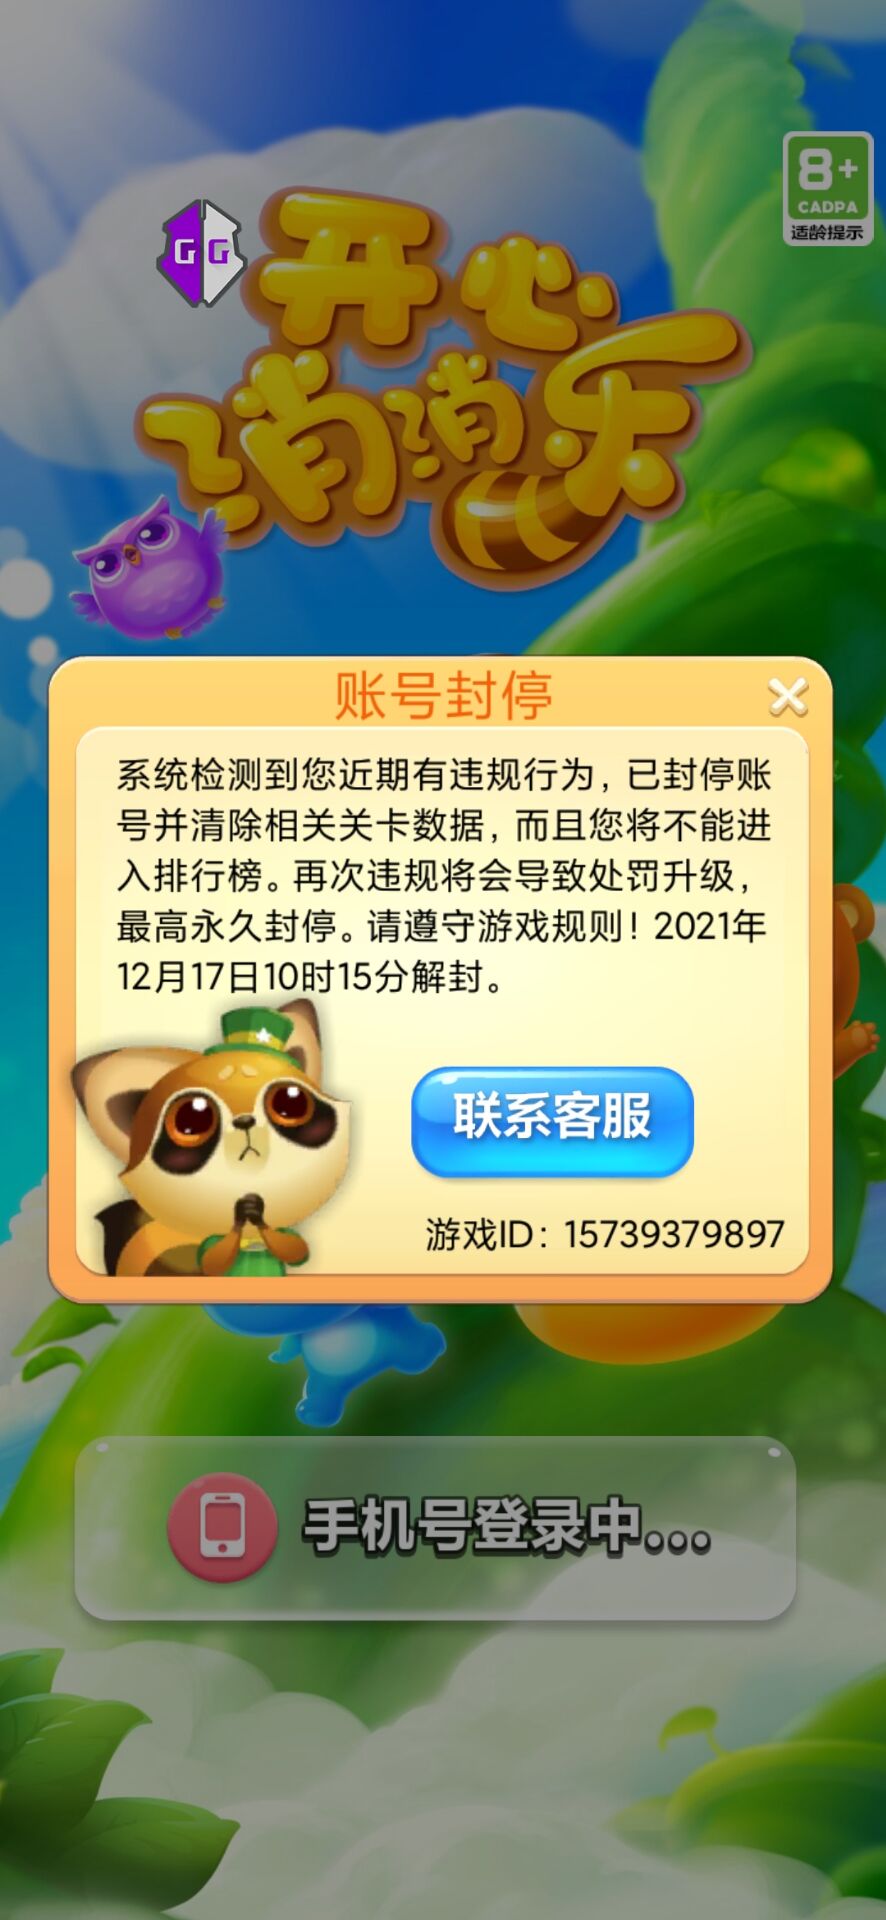 8+
CADPA
适龄提示
GG
开心
消消乐
账号封停
系统检测到您近期有违规行为，已封停账
号并清除相关关卡数据，而且您将不能进
入排行榜。再次违规将会导致处罚升级，
最高永久封停。请遵守游戏规则！2021年
12月17日10时15分解封。
联系客服
游戏ID：15739379897
手机号登录中...